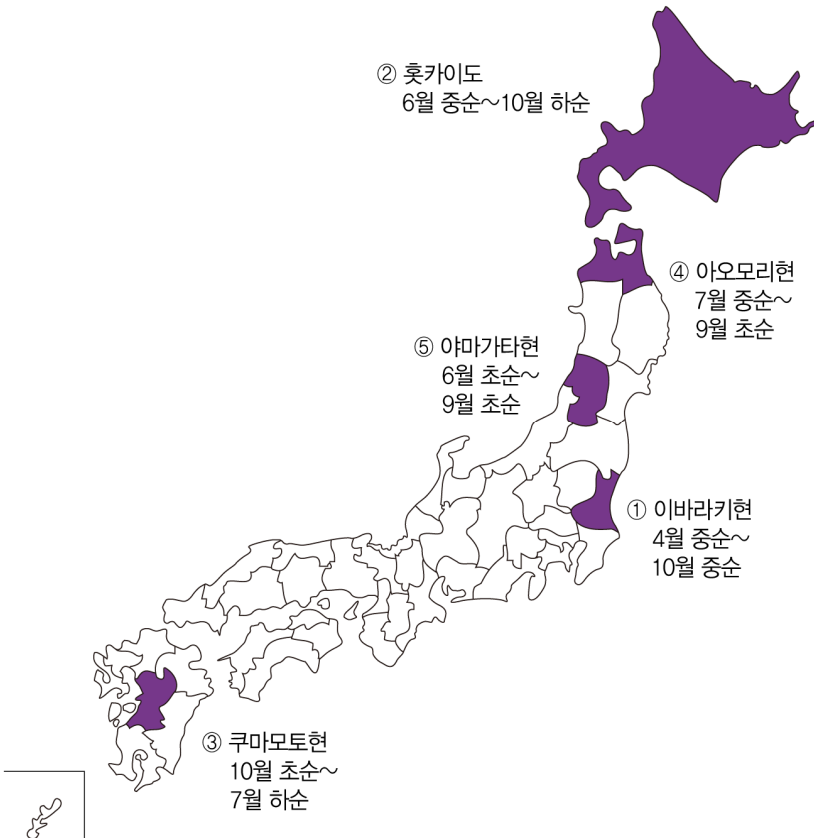 ② 홋카이도
6월 중순~10월 하순
④ 아오모리현
7월 중순~
9월 초순
⑤ 야마가타현
6월 초순~
9월 초순
① 이바라키현
4월 중순~
10월 중순
③ 쿠마모토현
10월 초순~
7월 하순